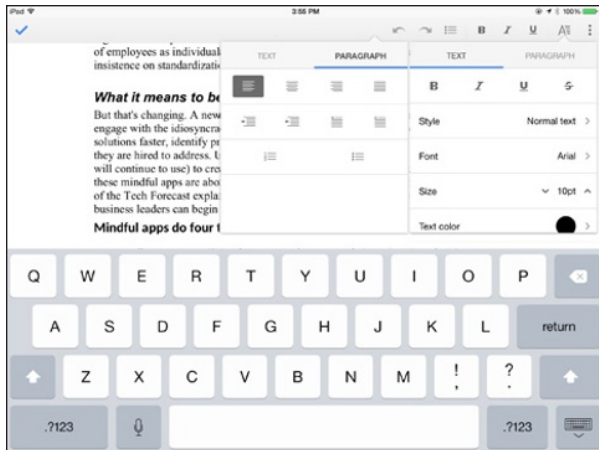 iPad
3:55 PM
100%
B I U A
of employees as individual
insistence on standardizati
What it means to be
But that's changing. A new
engage with the idiosyncra
solutions faster, identify pr
they are hired to address. U
will continue to use) to crea
these mindful apps are abo
of the Tech Forecast expla
business leaders can begin
Mindful apps do four t
TEXT PARAGRAPH
TEXT PARAGRAPH
B I U S
Style Normal text
Font Arial
Size 10pt
Text color
Q W E R T Y U I O P
A S D F G H J K L return
Z X C V B N M ! , ? .
.?123 .?123